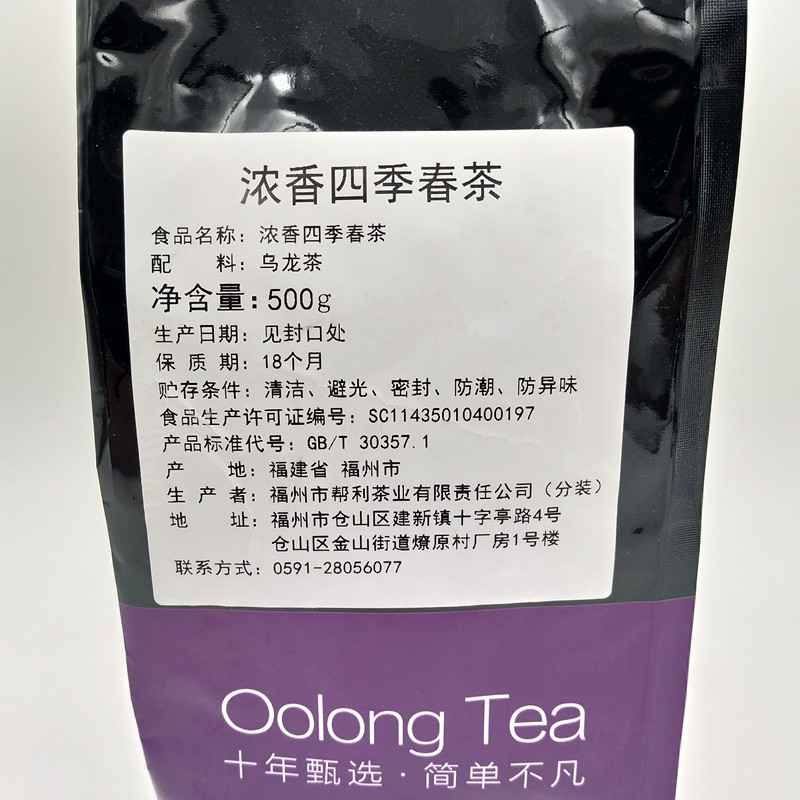 浓香四季春茶
食品名称：浓香四季春茶
配 料：乌龙茶
净含量：500g
生产日期：见封口处
保 质 期：18个月
贮存条件：清洁、避光、密封、防潮、防异味
食品生产许可证编号：SC11435010400197
产品标准代号：GB/T 30357.1
产 地：福建省 福州市
生 产 者：福州市帮利茶业有限责任公司（分装）
地 址：福州市仓山区建新镇十字亭路4号
仓山区金山街道燎原村厂房1号楼
联系方式：0591-28056077
Oolong Tea
十年甄选·简单不凡